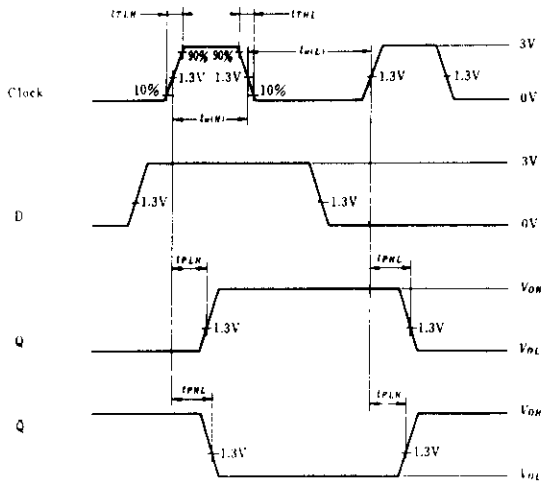 tTLH tTHL
90% 90% tw(L) 3V
1.3V 1.3V 1.3V 1.3V
Clock 10% 10% 0V
tw(H)
3V
1.3V 1.3V
D 0V
tPLH tPHL
VOH
1.3V 1.3V
Q VOL
tPHL tPLH
Q̄ VOH
1.3V 1.3V
VOL